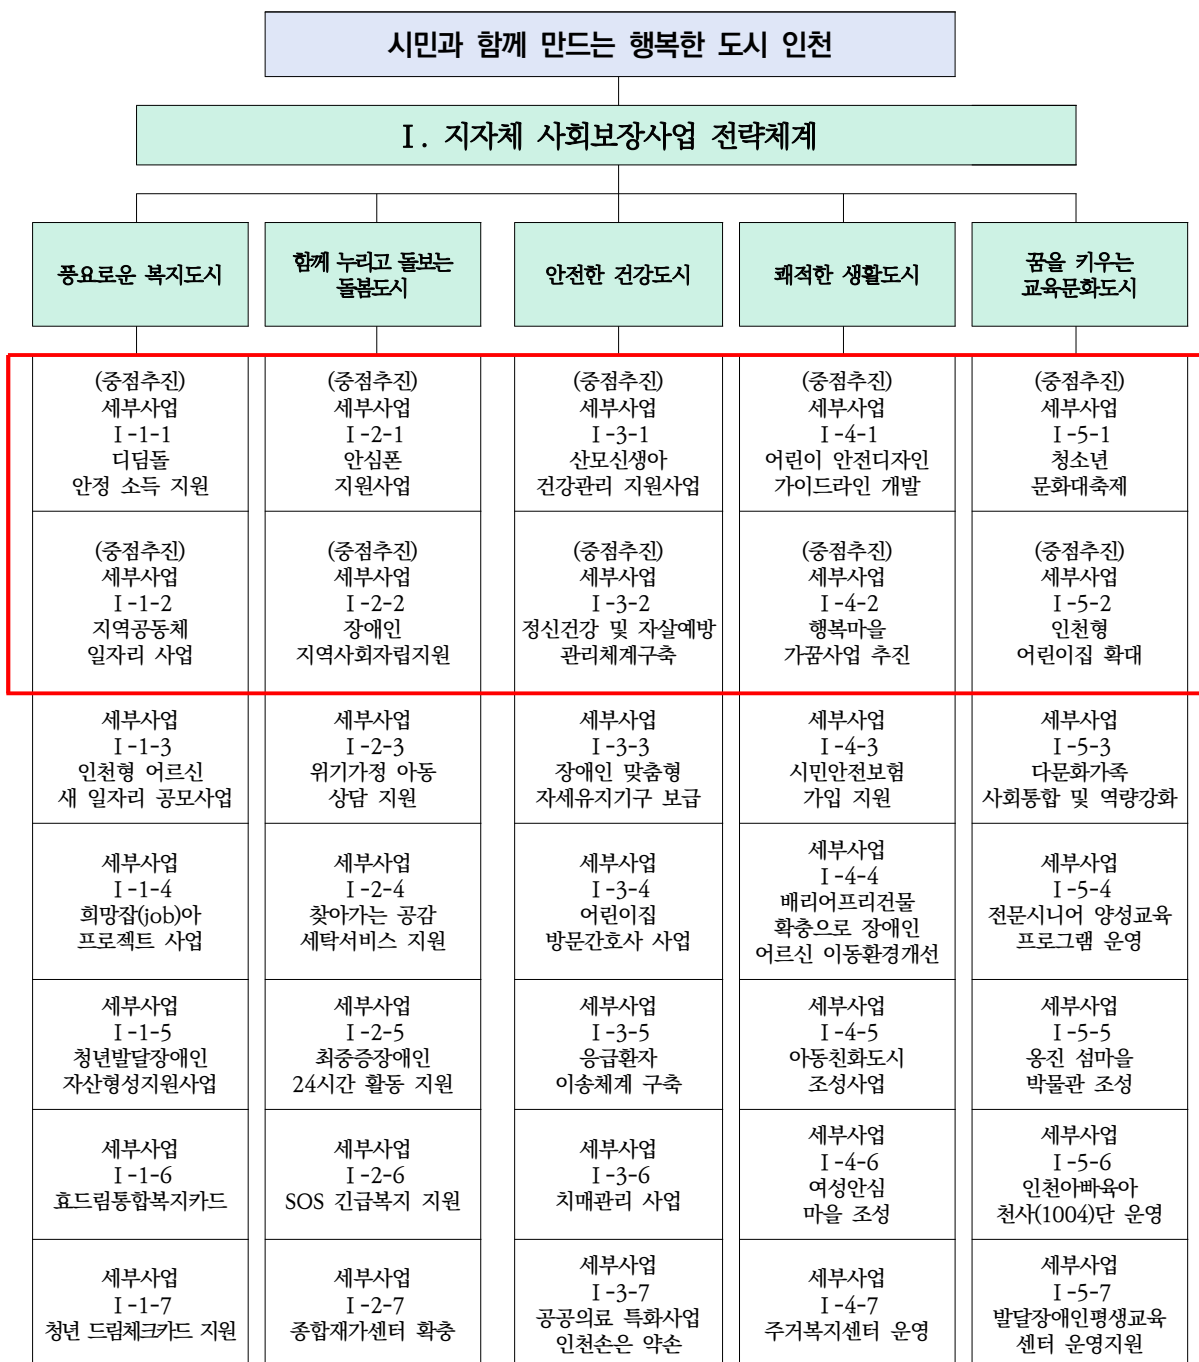 시민과 함께 만드는 행복한 도시 인천
Ⅰ. 지자체 사회보장사업 전략체계
풍요로운 복지도시
함께 누리고 돌보는
돌봄도시
안전한 건강도시
쾌적한 생활도시
꿈을 키우는
교육문화도시
(중점추진)
세부사업
Ⅰ-1-1
디딤돌
안정 소득 지원
(중점추진)
세부사업
Ⅰ-2-1
안심폰
지원사업
(중점추진)
세부사업
Ⅰ-3-1
산모신생아
건강관리 지원사업
(중점추진)
세부사업
Ⅰ-4-1
어린이 안전디자인
가이드라인 개발
(중점추진)
세부사업
Ⅰ-5-1
청소년
문화대축제
(중점추진)
세부사업
Ⅰ-1-2
지역공동체
일자리 사업
(중점추진)
세부사업
Ⅰ-2-2
장애인
지역사회자립지원
(중점추진)
세부사업
Ⅰ-3-2
정신건강 및 자살예방
관리체계구축
(중점추진)
세부사업
Ⅰ-4-2
행복마을
가꿈사업 추진
(중점추진)
세부사업
Ⅰ-5-2
인천형
어린이집 확대
세부사업
Ⅰ-1-3
인천형 어르신
새 일자리 공모사업
세부사업
Ⅰ-2-3
위기가정 아동
상담 지원
세부사업
Ⅰ-3-3
장애인 맞춤형
자세유지기구 보급
세부사업
Ⅰ-4-3
시민안전보험
가입 지원
세부사업
Ⅰ-5-3
다문화가족
사회통합 및 역량강화
세부사업
Ⅰ-1-4
희망잡(job)아
프로젝트 사업
세부사업
Ⅰ-2-4
찾아가는 공감
세탁서비스 지원
세부사업
Ⅰ-3-4
어린이집
방문간호사 사업
세부사업
Ⅰ-4-4
배리어프리건물
확충으로 장애인
어르신 이동환경개선
세부사업
Ⅰ-5-4
전문시니어 양성교육
프로그램 운영
세부사업
Ⅰ-1-5
청년발달장애인
자산형성지원사업
세부사업
Ⅰ-2-5
최중증장애인
24시간 활동 지원
세부사업
Ⅰ-3-5
응급환자
이송체계 구축
세부사업
Ⅰ-4-5
아동친화도시
조성사업
세부사업
Ⅰ-5-5
옹진 섬마을
박물관 조성
세부사업
Ⅰ-1-6
효드림통합복지카드
세부사업
Ⅰ-2-6
SOS 긴급복지 지원
세부사업
Ⅰ-3-6
치매관리 사업
세부사업
Ⅰ-4-6
여성안심
마을 조성
세부사업
Ⅰ-5-6
인천아빠육아
천사(1004)단 운영
세부사업
Ⅰ-1-7
청년 드림체크카드 지원
세부사업
Ⅰ-2-7
종합재가센터 확충
세부사업
Ⅰ-3-7
공공의료 특화사업
인천손은 약손
세부사업
Ⅰ-4-7
주거복지센터 운영
세부사업
Ⅰ-5-7
발달장애인평생교육
센터 운영지원